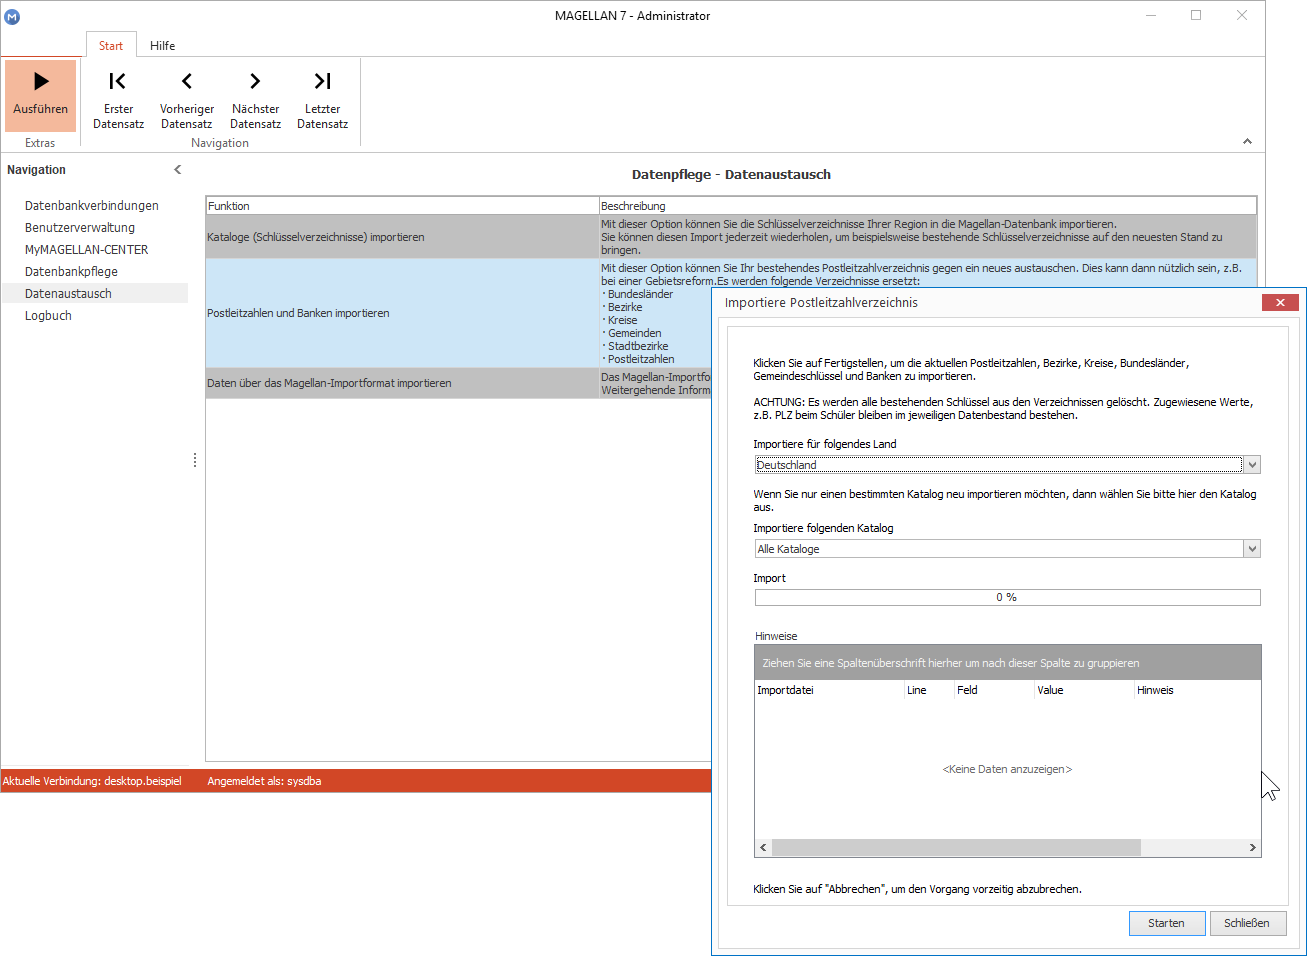 MAGELLAN 7 - Administrator
Start
Hilfe
Ausführen
Erster
Datensatz
Vorheriger
Datensatz
Nächster
Datensatz
Letzter
Datensatz
Extras
Navigation
Navigation
Datenbankverbindungen
Benutzerverwaltung
MyMAGELLAN-CENTER
Datenbankpflege
Datenaustausch
Logbuch
Datenpflege - Datenaustausch
Funktion
Beschreibung
Kataloge (Schlüsselverzeichnisse) importieren
Mit dieser Option können Sie die Schlüsselverzeichnisse Ihrer Region in die Magellan-Datenbank importieren.
Sie können diesen Import jederzeit wiederholen, um beispielsweise bestehende Schlüsselverzeichnisse auf den neuesten Stand zu
bringen.
Postleitzahlen und Banken importieren
Mit dieser Option können Sie Ihr bestehendes Postleitzahlverzeichnis gegen ein neues austauschen. Dies kann dann nützlich sein, z.B.
bei einer Gebietsreform.Es werden folgende Verzeichnisse ersetzt:
· Bundesländer
· Bezirke
· Kreise
· Gemeinden
· Stadtbezirke
· Postleitzahlen
Daten über das Magellan-Importformat importieren
Das Magellan-Importfo
Weitergehende Inform
Aktuelle Verbindung: desktop.beispiel
Angemeldet als: sysdba
Importiere Postleitzahlverzeichnis
Klicken Sie auf Fertigstellen, um die aktuellen Postleitzahlen, Bezirke, Kreise, Bundesländer,
Gemeindeschlüssel und Banken zu importieren.
ACHTUNG: Es werden alle bestehenden Schlüssel aus den Verzeichnissen gelöscht. Zugewiesene Werte,
z.B. PLZ beim Schüler bleiben im jeweiligen Datenbestand bestehen.
Importiere für folgendes Land
Deutschland
Wenn Sie nur einen bestimmten Katalog neu importieren möchten, dann wählen Sie bitte hier den Katalog
aus.
Importiere folgenden Katalog
Alle Kataloge
Import
0 %
Hinweise
Ziehen Sie eine Spaltenüberschrift hierher um nach dieser Spalte zu gruppieren
Importdatei
Line
Feld
Value
Hinweis
<Keine Daten anzuzeigen>
Klicken Sie auf "Abbrechen", um den Vorgang vorzeitig abzubrechen.
Starten
Schließen